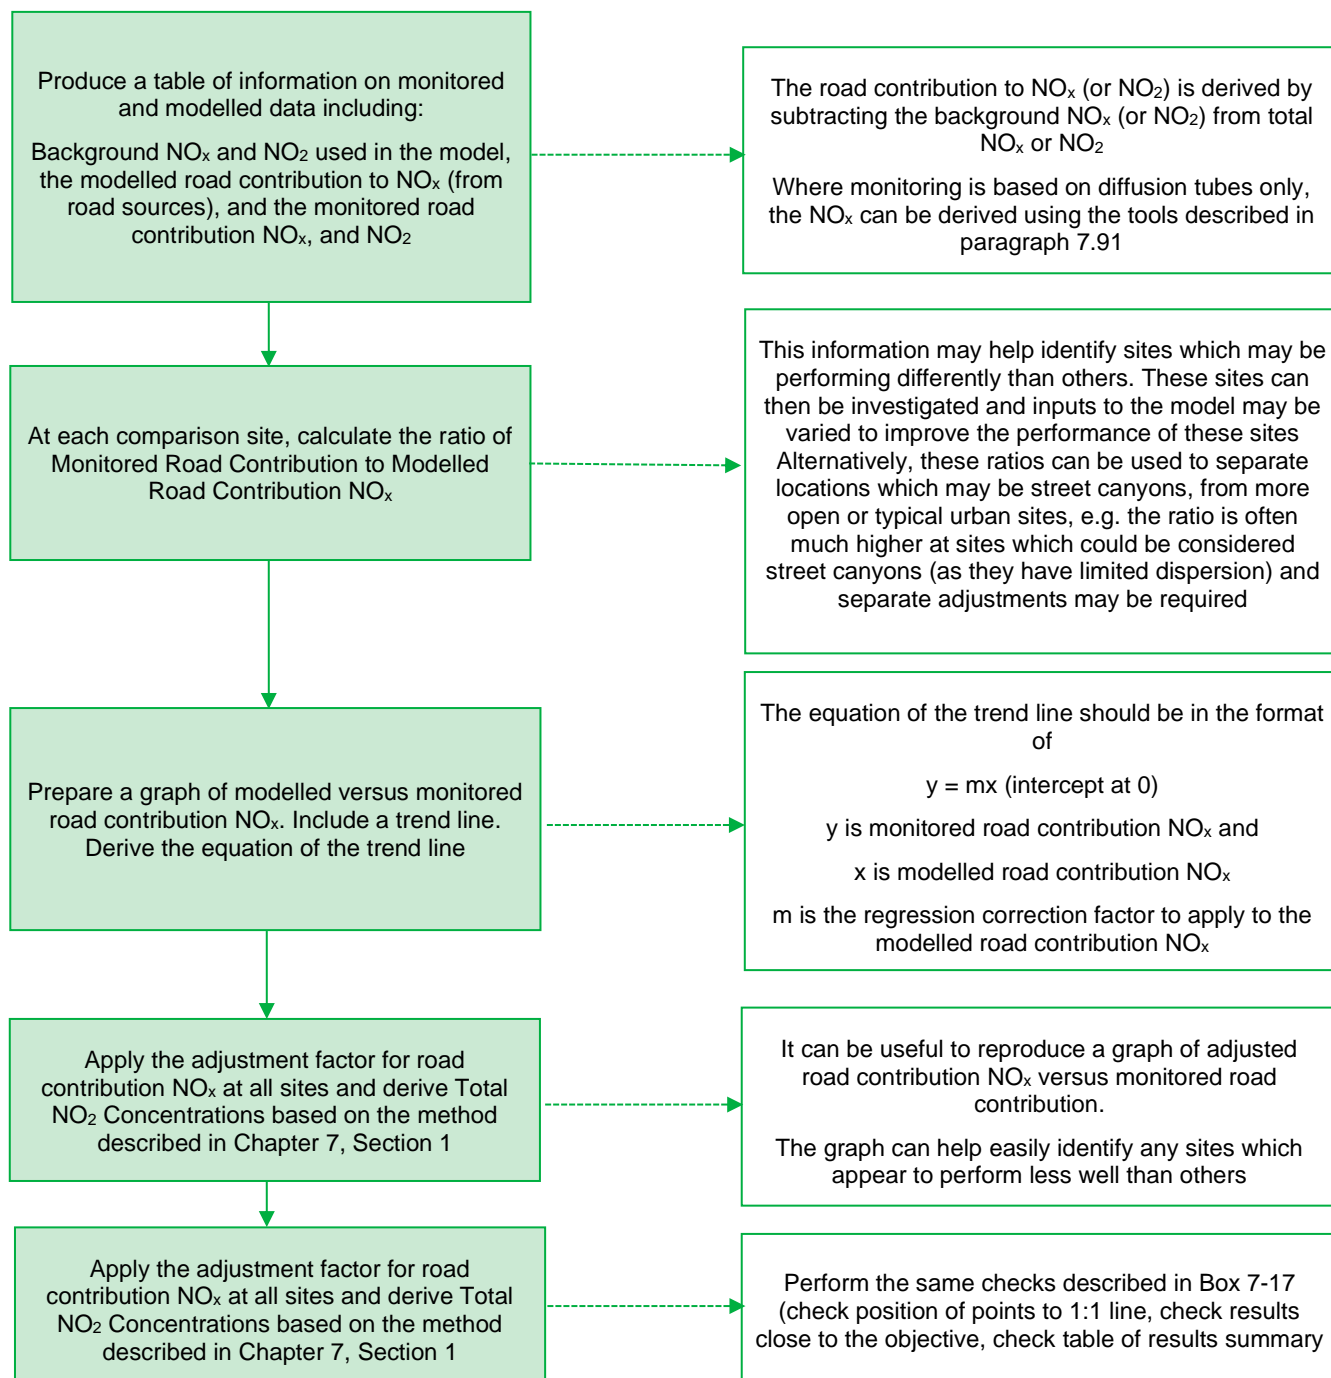 Produce a table of information on monitored
and modelled data including:
Background NOx and NO2 used in the model,
the modelled road contribution to NOx (from
road sources), and the monitored road
contribution NOx, and NO2
The road contribution to NOx (or NO2) is derived by
subtracting the background NOx (or NO2) from total
NOx or NO2
Where monitoring is based on diffusion tubes only,
the NOx can be derived using the tools described in
paragraph 7.91
At each comparison site, calculate the ratio of
Monitored Road Contribution to Modelled
Road Contribution NOx
This information may help identify sites which may be
performing differently than others. These sites can
then be investigated and inputs to the model may be
varied to improve the performance of these sites
Alternatively, these ratios can be used to separate
locations which may be street canyons, from more
open or typical urban sites, e.g. the ratio is often
much higher at sites which could be considered
street canyons (as they have limited dispersion) and
separate adjustments may be required
Prepare a graph of modelled versus monitored
road contribution NOx. Include a trend line.
Derive the equation of the trend line
The equation of the trend line should be in the format
of
y = mx (intercept at 0)
y is monitored road contribution NOx and
x is modelled road contribution NOx
m is the regression correction factor to apply to the
modelled road contribution NOx
Apply the adjustment factor for road
contribution NOx at all sites and derive Total
NO2 Concentrations based on the method
described in Chapter 7, Section 1
It can be useful to reproduce a graph of adjusted
road contribution NOx versus monitored road
contribution.
The graph can help easily identify any sites which
appear to perform less well than others
Apply the adjustment factor for road
contribution NOx at all sites and derive Total
NO2 Concentrations based on the method
described in Chapter 7, Section 1
Perform the same checks described in Box 7-17
(check position of points to 1:1 line, check results
close to the objective, check table of results summary